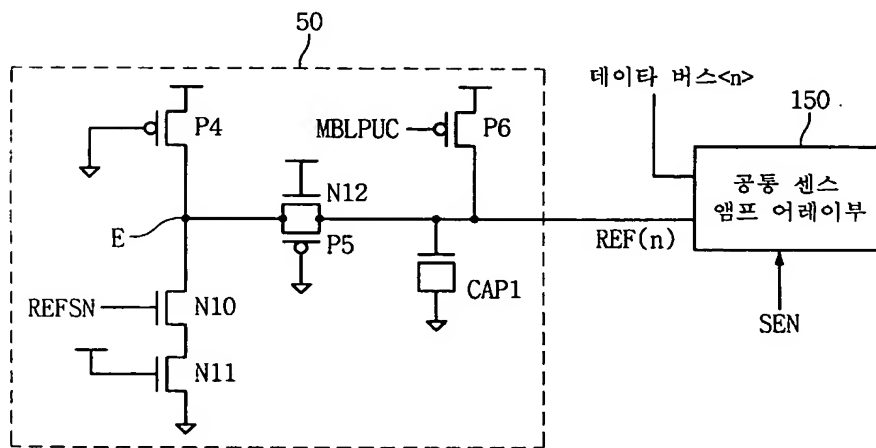 50
데이타 버스<n>
150
P4
MBLPUC
P6
N12
공통 센스
앰프 어레이부
E
P5
REF(n)
CAP1
REFSN
N10
SEN
N11